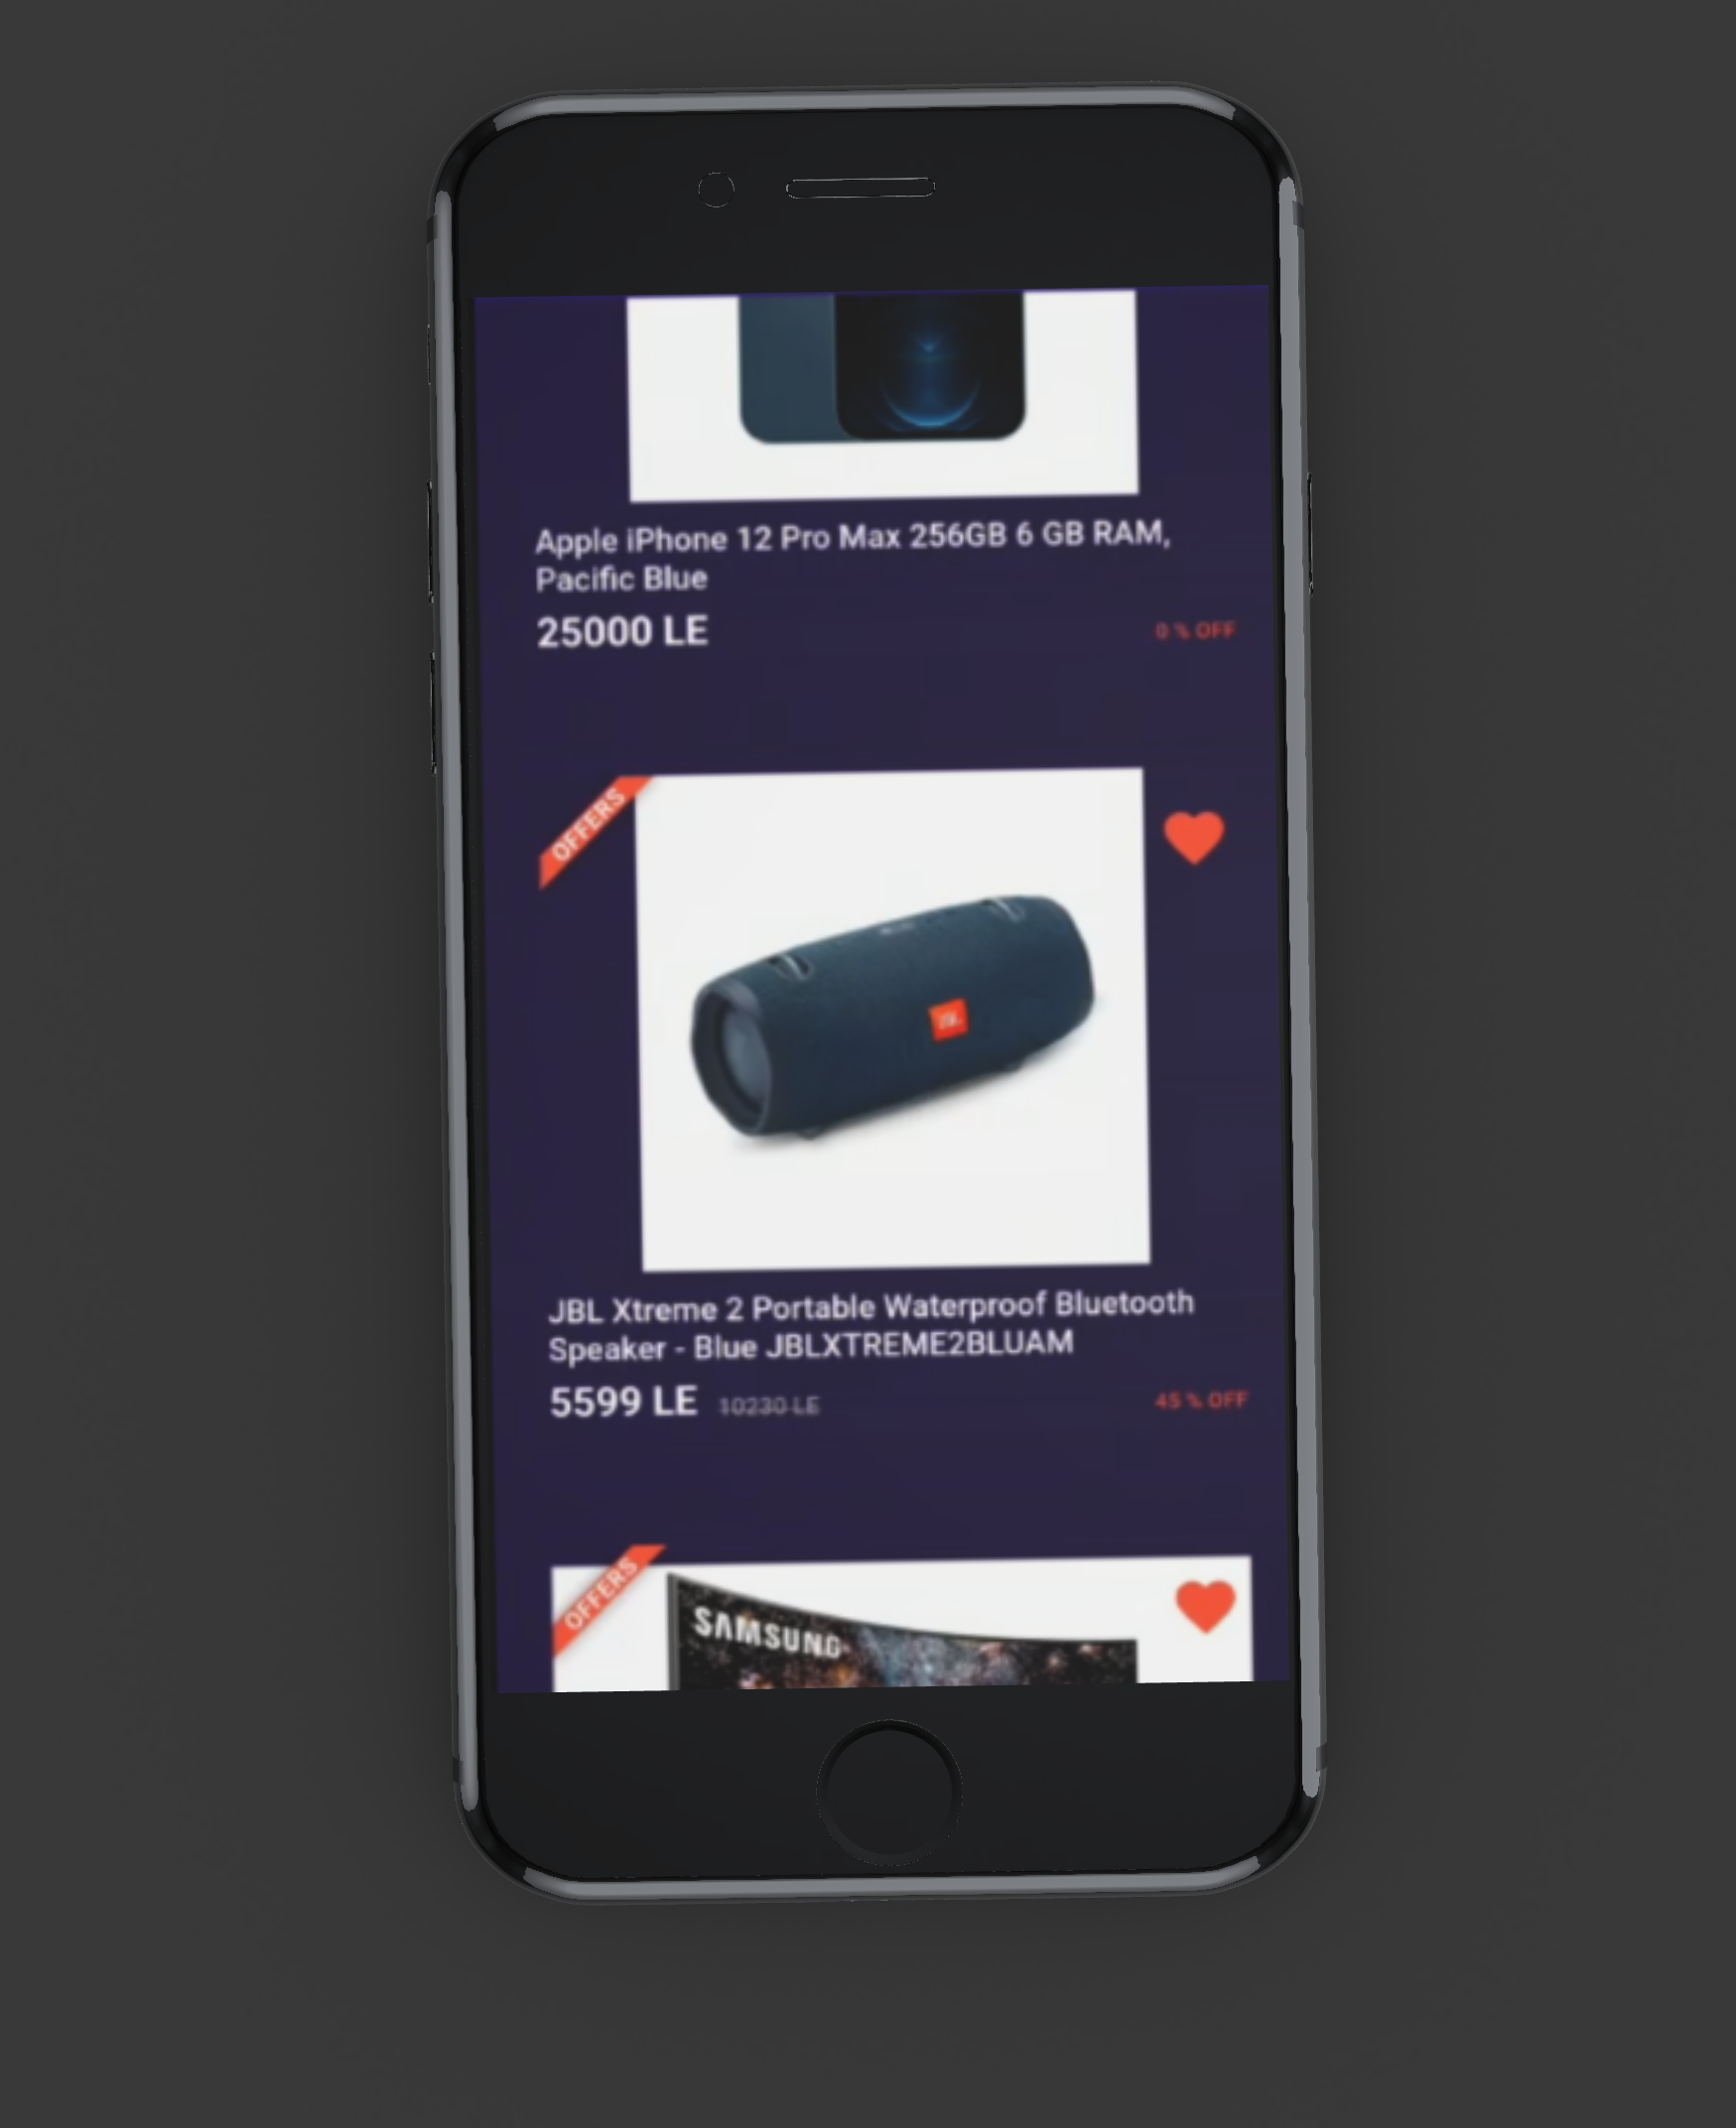 Apple iPhone 12 Pro Max 256GB 6 GB RAM,
Pacific Blue
25000 LE
0 % OFF
OFFERS
JBL
JBL Xtreme 2 Portable Waterproof Bluetooth
Speaker - Blue JBLXTREME2BLUAM
5599 LE 10230 LE
45 % OFF
OFFERS
SAMSUNG